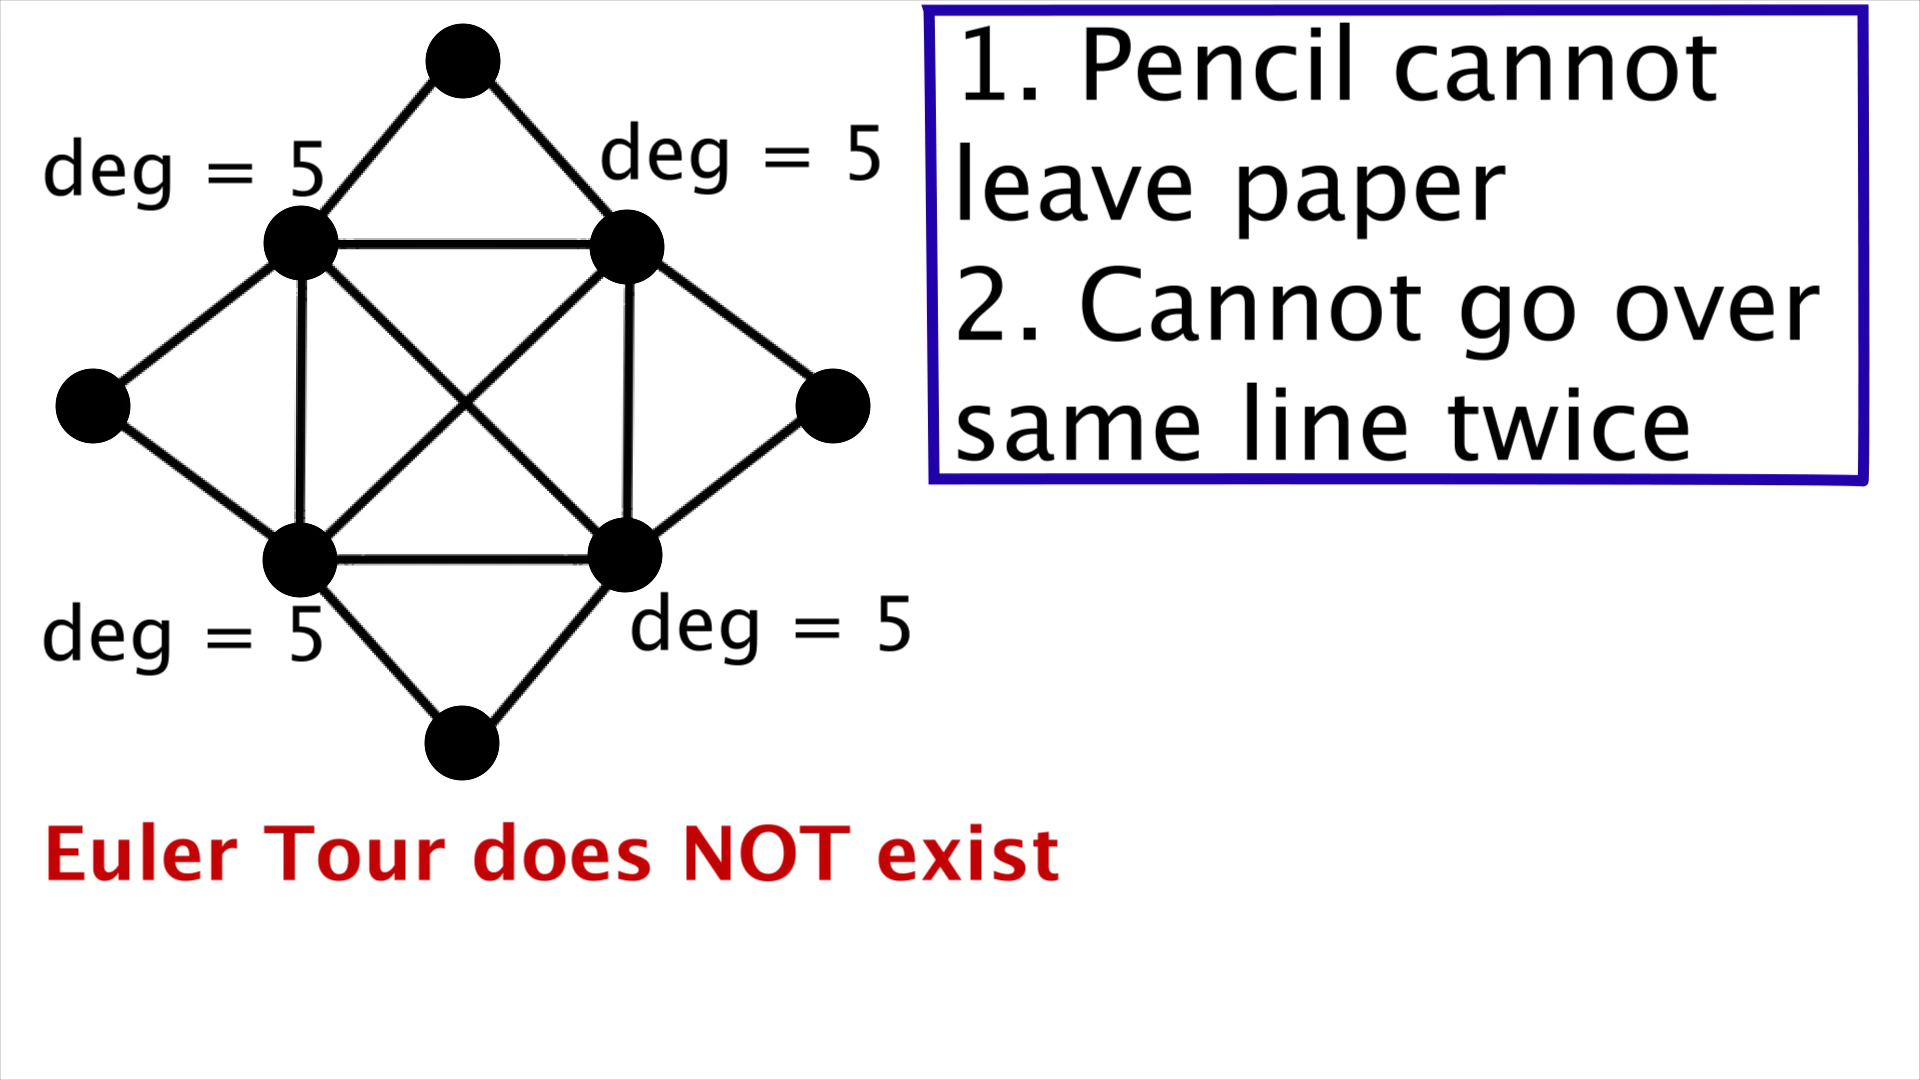 deg = 5
deg = 5
1. Pencil cannot
leave paper
2. Cannot go over
same line twice
deg = 5
deg = 5
Euler Tour does NOT exist